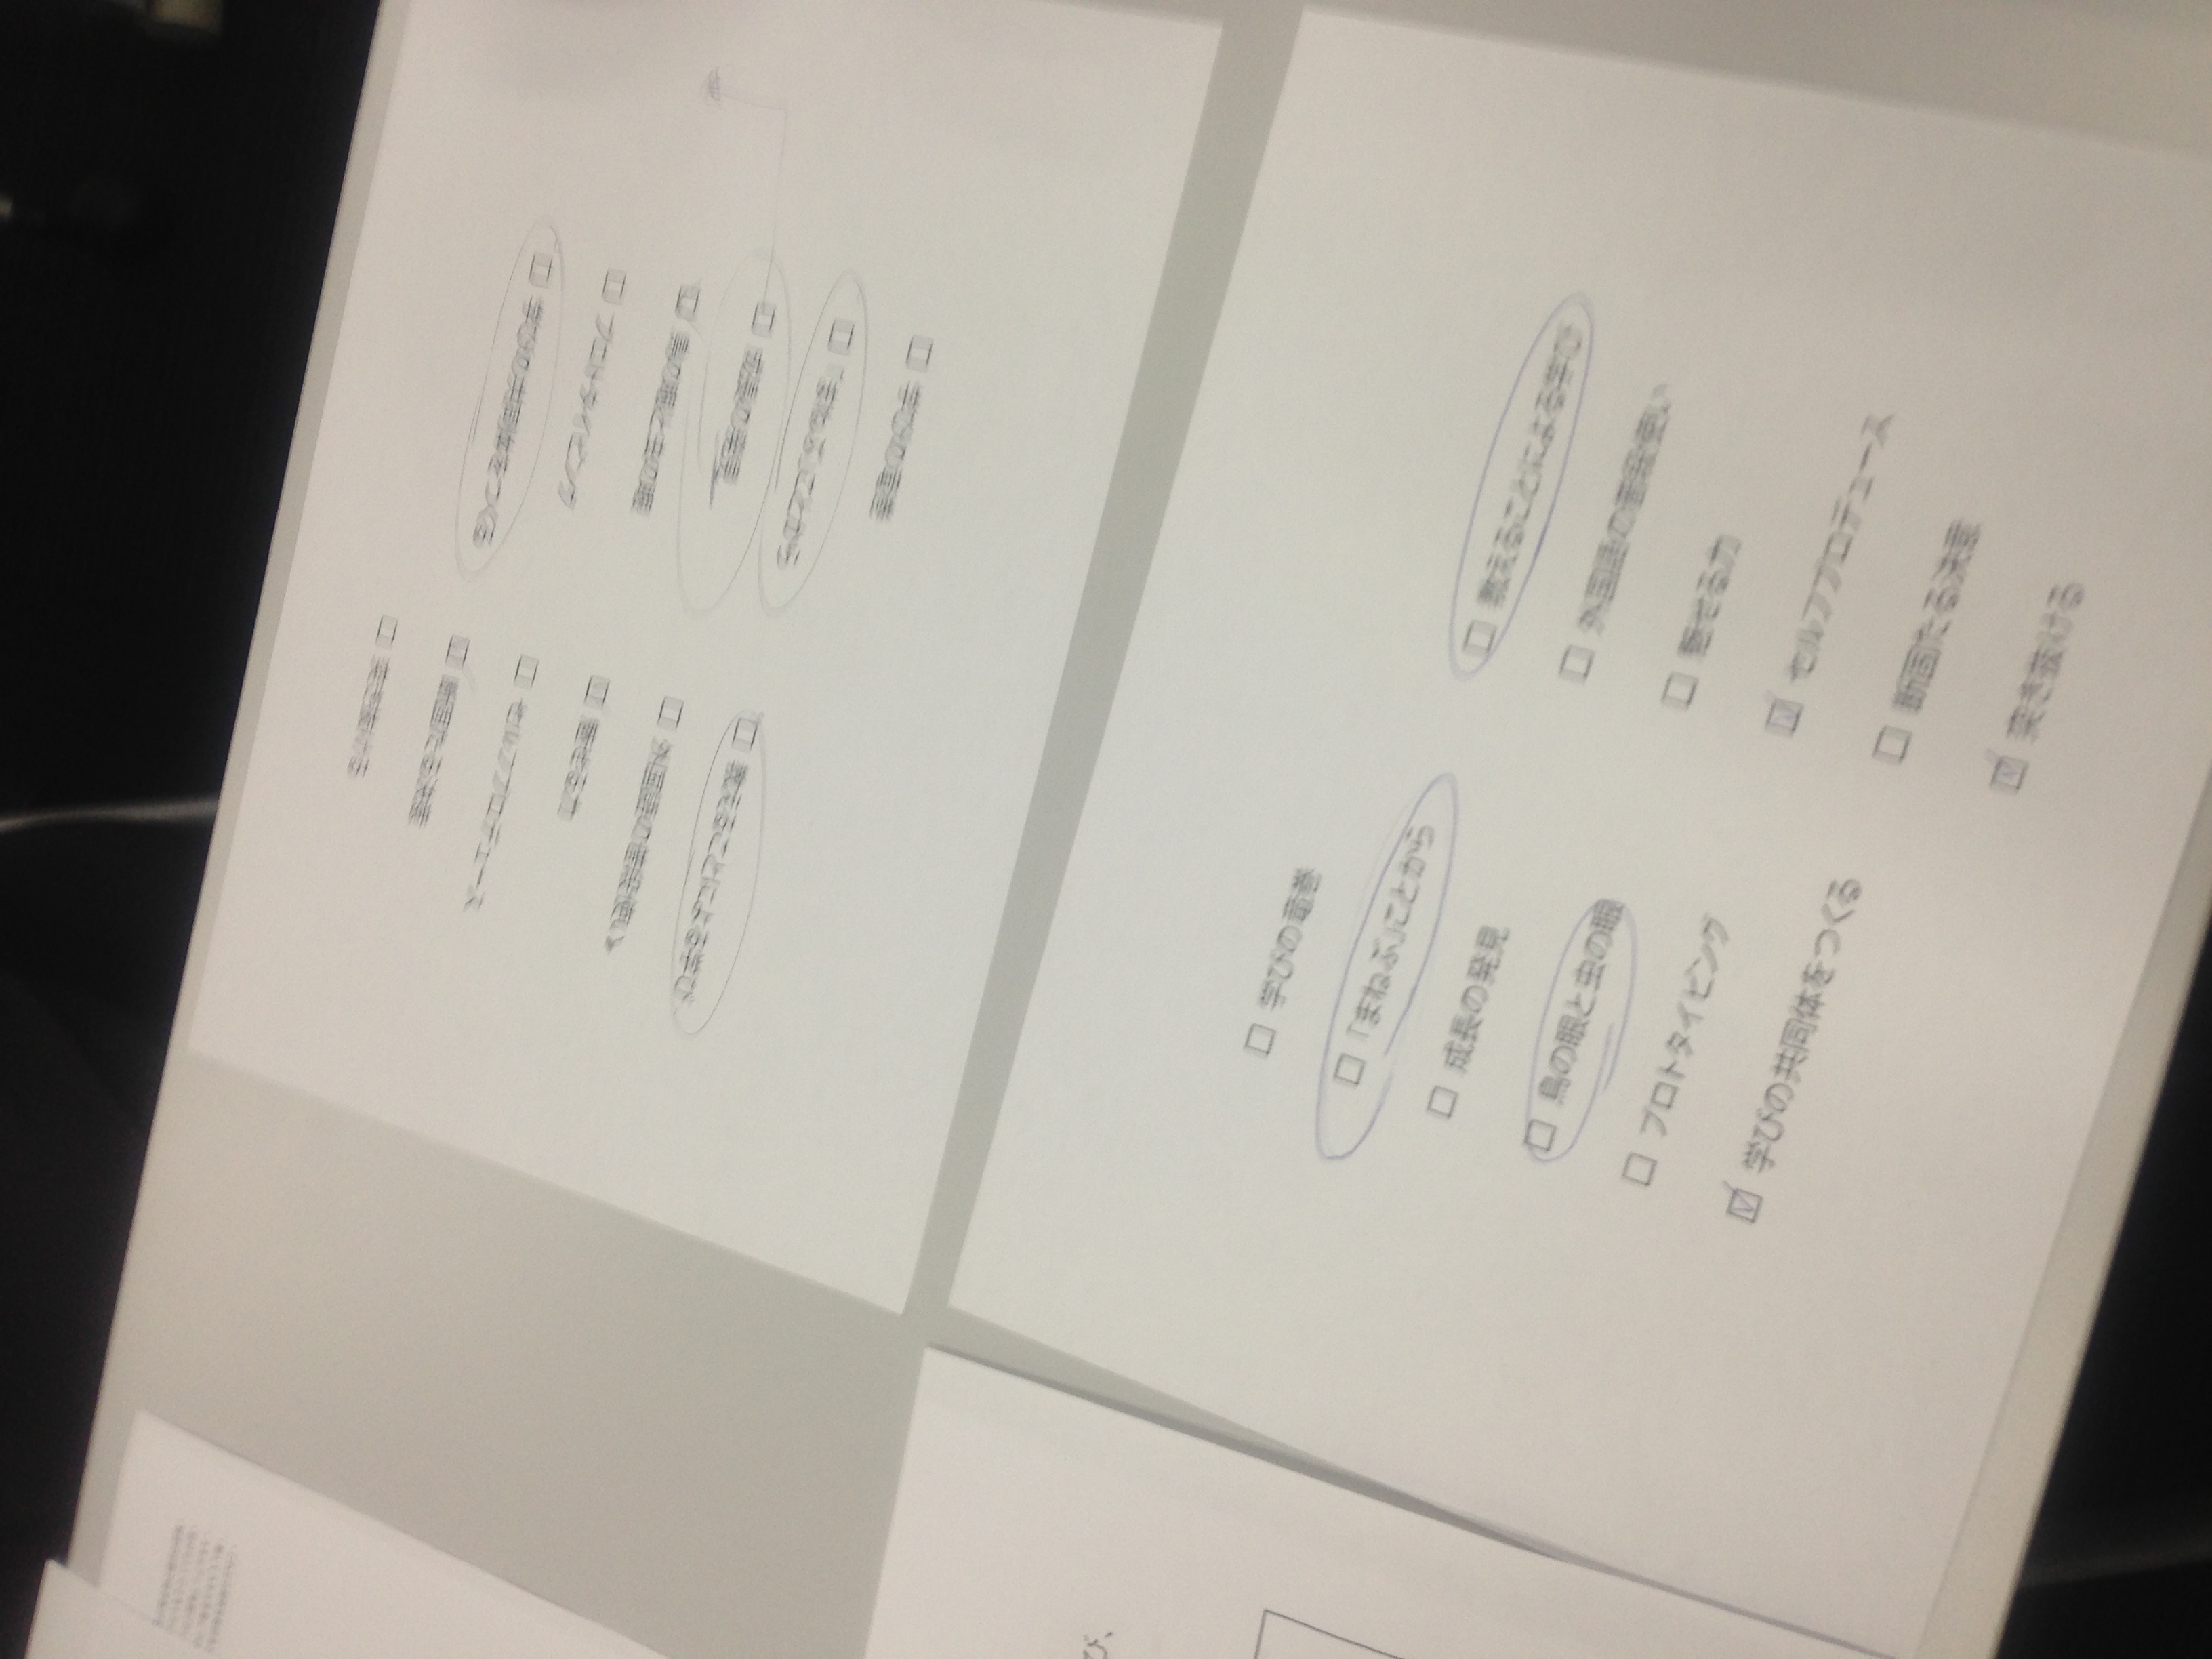 □ 学びの竜巻
□ 「まねぶ」ことから
□ 成長の発見
□ 鳥の眼と虫の眼
□ プロトタイピング
☑ 学びの共同体をつくる
□ 教えることによる学び
□ 外国語の普段使い
□ 魅せる力
☑ セルフプロデュース
□ 断固たる決意
☑ 突き抜ける
□ 学びの竜巻
□ 「まねぶ」ことから
□ 成長の発見
☑ 鳥の眼と虫の眼
□ プロトタイピング
□ 学びの共同体をつくる
□ 教えることによる学び
□ 外国語の普段使い
☑ 魅せる力
□ セルフプロデュース
☑ 断固たる決意
□ 突き抜ける
び、